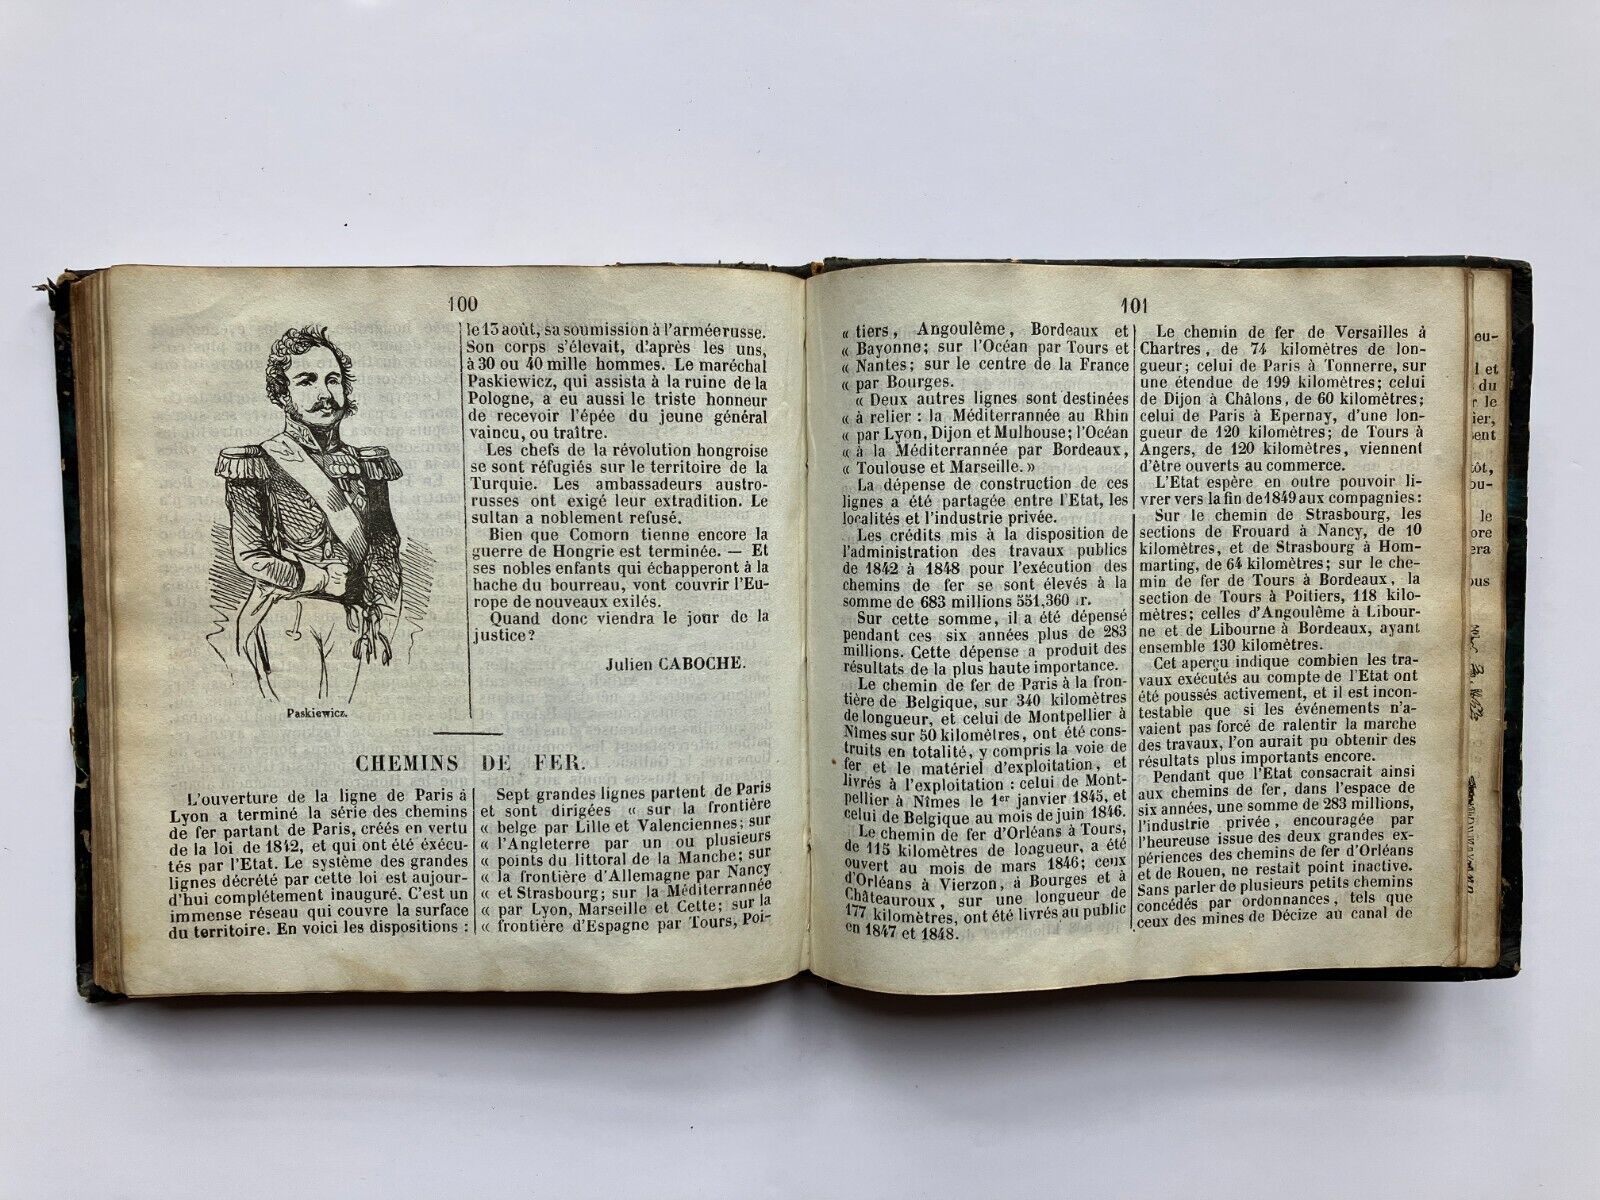 100
le 13 août, sa soumission à l'armée russe.
Son corps s'élevait, d'après les uns,
à 30 ou 40 mille hommes. Le maréchal
Paskiewicz, qui assista à la ruine de la
Pologne, a eu aussi le triste honneur
de recevoir l'épée du jeune général
vaincu, ou traître.
Les chefs de la révolution hongroise
se sont réfugiés sur le territoire de la
Turquie. Les ambassadeurs austro-
russes ont exigé leur extradition. Le
sultan a noblement refusé.
Bien que Comorn tienne encore la
guerre de Hongrie est terminée. — Et
ses nobles enfants qui échapperont à la
hache du bourreau, vont couvrir l'Eu-
rope de nouveaux exilés.
Quand donc viendra le jour de la
justice?
Julien CABOCHE.
Paskiewicz.
CHEMINS DE FER.
L'ouverture de la ligne de Paris à
Lyon a terminé la série des chemins
de fer partant de Paris, créés en vertu
de la loi de 1842, et qui ont été éxécu-
tés par l'Etat. Le système des grandes
lignes décrété par cette loi est aujour-
d'hui complétement inauguré. C'est un
immense réseau qui couvre la surface
du territoire. En voici les dispositions :
Sept grandes lignes partent de Paris
et sont dirigées « sur la frontière
« belge par Lille et Valenciennes; sur
« l'Angleterre par un ou plusieurs
« points du littoral de la Manche; sur
« la frontière d'Allemagne par Nancy
« et Strasbourg; sur la Méditerrannée
« par Lyon, Marseille et Cette; sur la
« frontière d'Espagne par Tours, Poi-
101
« tiers, Angoulême, Bordeaux et
« Bayonne; sur l'Océan par Tours et
« Nantes; sur le centre de la France
« par Bourges.
« Deux autres lignes sont destinées
« à relier : la Méditerrannée au Rhin
« par Lyon, Dijon et Mulhouse; l'Océan
« à la Méditerrannée par Bordeaux,
« Toulouse et Marseille. »
La dépense de construction de ces
lignes a été partagée entre l'Etat, les
localités et l'industrie privée.
Les crédits mis à la disposition de
l'administration des travaux publics
de 1842 à 1848 pour l'exécution des
chemins de fer se sont élevés à la
somme de 683 millions 551,360 fr.
Sur cette somme, il a été dépensé
pendant ces six années plus de 283
millions. Cette dépense a produit des
résultats de la plus haute importance.
Le chemin de fer de Paris à la fron-
tière de Belgique, sur 340 kilomètres
de longueur, et celui de Montpellier à
Nîmes sur 50 kilomètres, ont été cons-
truits en totalité, y compris la voie de
fer et le matériel d'exploitation, et
livrés à l'exploitation : celui de Mont-
pellier à Nîmes le 1er janvier 1845, et
celui de Belgique au mois de juin 1846.
Le chemin de fer d'Orléans à Tours,
de 115 kilomètres de longueur, a été
ouvert au mois de mars 1846; ceux
d'Orléans à Vierzon, à Bourges et à
Châteauroux, sur une longueur de
177 kilomètres, ont été livrés au public
en 1847 et 1848.
Le chemin de fer de Versailles à
Chartres, de 74 kilomètres de lon-
gueur; celui de Paris à Tonnerre, sur
une étendue de 199 kilomètres; celui
de Dijon à Châlons, de 60 kilomètres;
celui de Paris à Epernay, d'une lon-
gueur de 120 kilomètres; de Tours à
Angers, de 120 kilomètres, viennent
d'être ouverts au commerce.
L'Etat espère en outre pouvoir li-
vrer vers la fin de 1849 aux compagnies :
Sur le chemin de Strasbourg, les
sections de Frouard à Nancy, de 10
kilomètres, et de Strasbourg à Hom-
marting, de 64 kilomètres; sur le che-
min de fer de Tours à Bordeaux, la
section de Tours à Poitiers, 118 kilo-
mètres; celles d'Angoulême à Libour-
ne et de Libourne à Bordeaux, ayant
ensemble 130 kilomètres.
Cet aperçu indique combien les tra-
vaux exécutés au compte de l'Etat ont
été poussés activement, et il est incon-
testable que si les événements n'a-
vaient pas forcé de ralentir la marche
des travaux, l'on aurait pu obtenir des
résultats plus importants encore.
Pendant que l'Etat consacrait ainsi
aux chemins de fer, dans l'espace de
six années, une somme de 283 millions,
l'industrie privée, encouragée par
l'heureuse issue des deux grandes ex-
périences des chemins de fer d'Orléans
et de Rouen, ne restait point inactive.
Sans parler de plusieurs petits chemins
concédés par ordonnances, tels que
ceux des mines de Décize au canal de